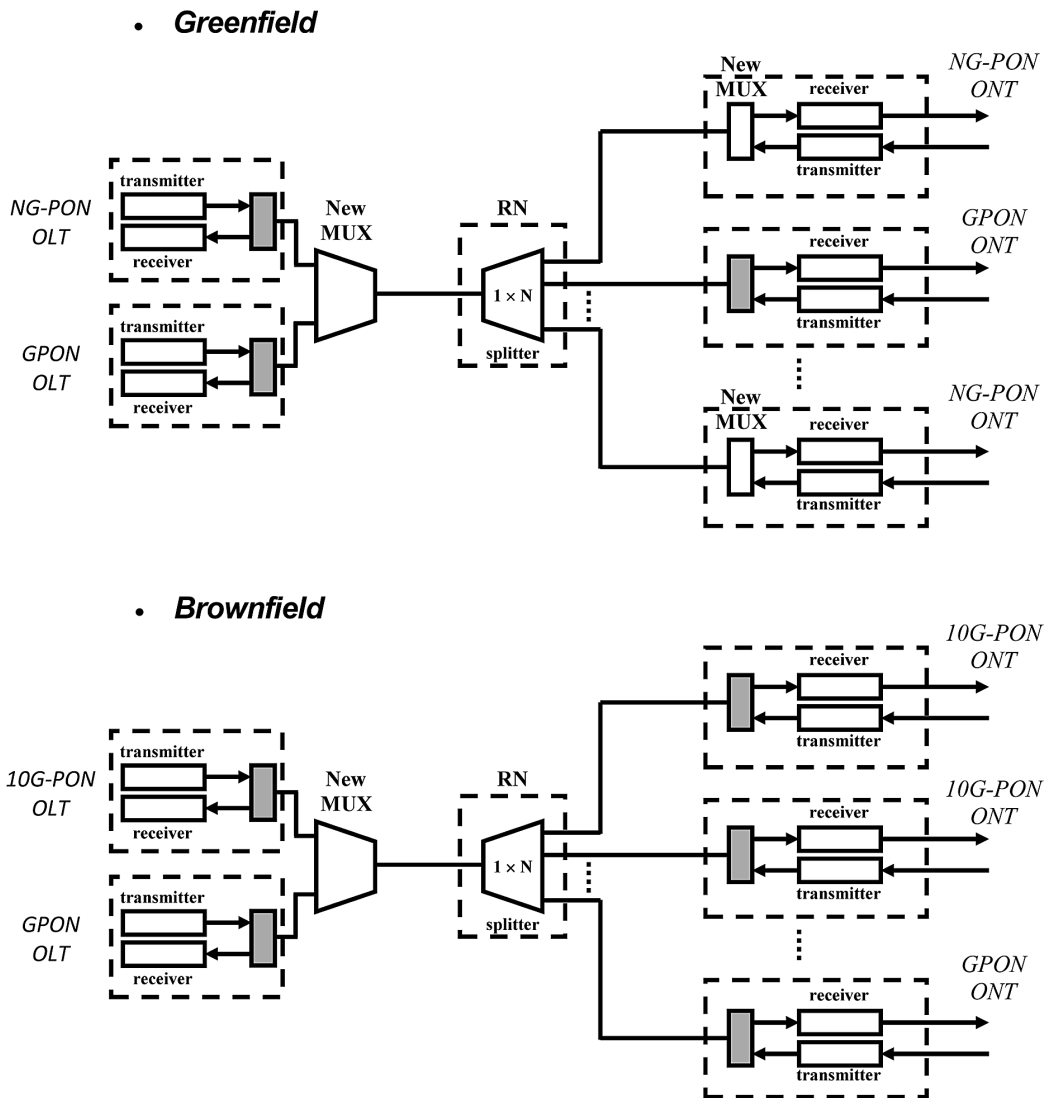 • Greenfield
NG-PON
OLT
transmitter
receiver
GPON
OLT
transmitter
receiver
New
MUX
RN
1 × N
splitter
New
MUX
receiver
transmitter
NG-PON
ONT
receiver
transmitter
GPON
ONT
New
MUX
receiver
transmitter
NG-PON
ONT
• Brownfield
10G-PON
OLT
transmitter
receiver
GPON
OLT
transmitter
receiver
New
MUX
RN
1 × N
splitter
receiver
transmitter
10G-PON
ONT
receiver
transmitter
10G-PON
ONT
receiver
transmitter
GPON
ONT